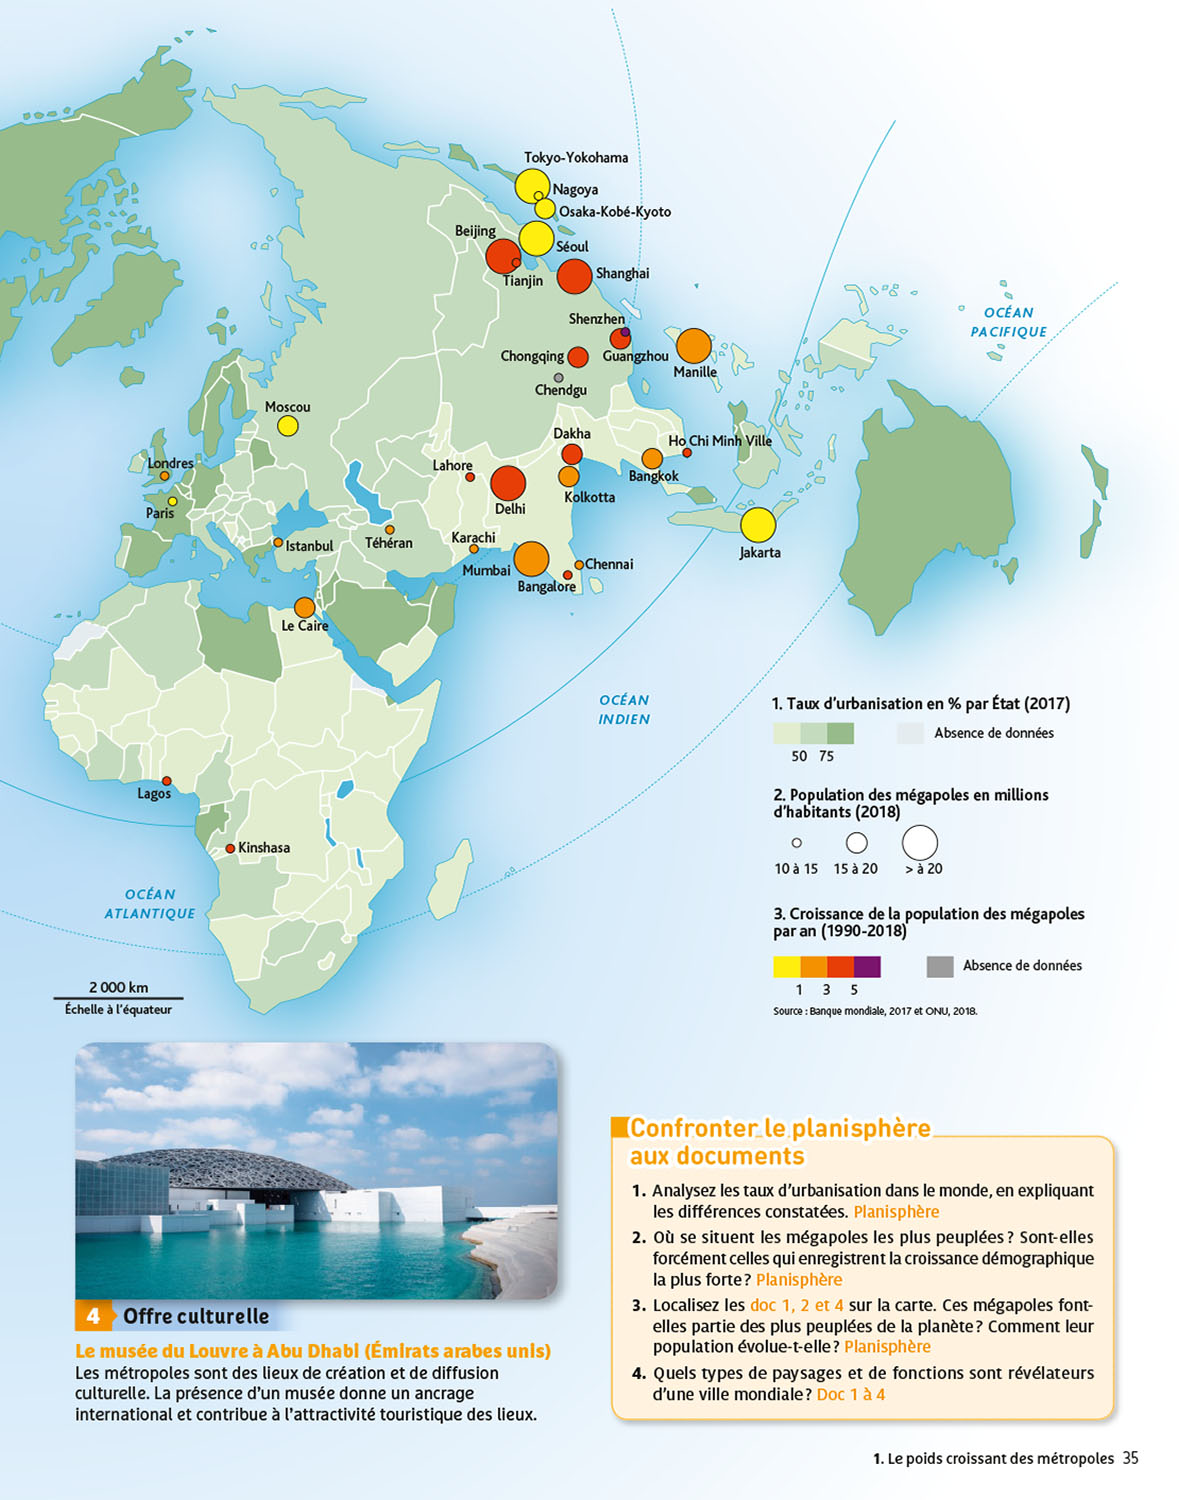 Tokyo-Yokohama
Nagoya
Osaka-Kobé-Kyoto
Beijing
Séoul
Tianjin
Shanghai
OCÉAN
PACIFIQUE
Shenzhen
Chongqing
Guangzhou
Manille
Chendgu
Moscou
Dakha
Ho Chi Minh Ville
Londres
Lahore
Bangkok
Kolkotta
Delhi
Paris
Istanbul
Téhéran
Karachi
Jakarta
Mumbai
Chennai
Bangalore
Le Caire
OCÉAN
INDIEN
Lagos
Kinshasa
OCÉAN
ATLANTIQUE
2 000 km
Échelle à l'équateur
1. Taux d'urbanisation en % par État (2017)
Absence de données
50 75
2. Population des mégapoles en millions
d'habitants (2018)
10 à 15 15 à 20 > à 20
3. Croissance de la population des mégapoles
par an (1990-2018)
Absence de données
1 3 5
Source : Banque mondiale, 2017 et ONU, 2018.
4 Offre culturelle
Le musée du Louvre à Abu Dhabi (Émirats arabes unis)
Les métropoles sont des lieux de création et de diffusion
culturelle. La présence d'un musée donne un ancrage
international et contribue à l'attractivité touristique des lieux.
Confronter le planisphère
aux documents
1. Analysez les taux d'urbanisation dans le monde, en expliquant
les différences constatées. Planisphère
2. Où se situent les mégapoles les plus peuplées ? Sont-elles
forcément celles qui enregistrent la croissance démographique
la plus forte ? Planisphère
3. Localisez les doc 1, 2 et 4 sur la carte. Ces mégapoles font-
elles partie des plus peuplées de la planète ? Comment leur
population évolue-t-elle ? Planisphère
4. Quels types de paysages et de fonctions sont révélateurs
d'une ville mondiale ? Doc 1 à 4
1. Le poids croissant des métropoles 35